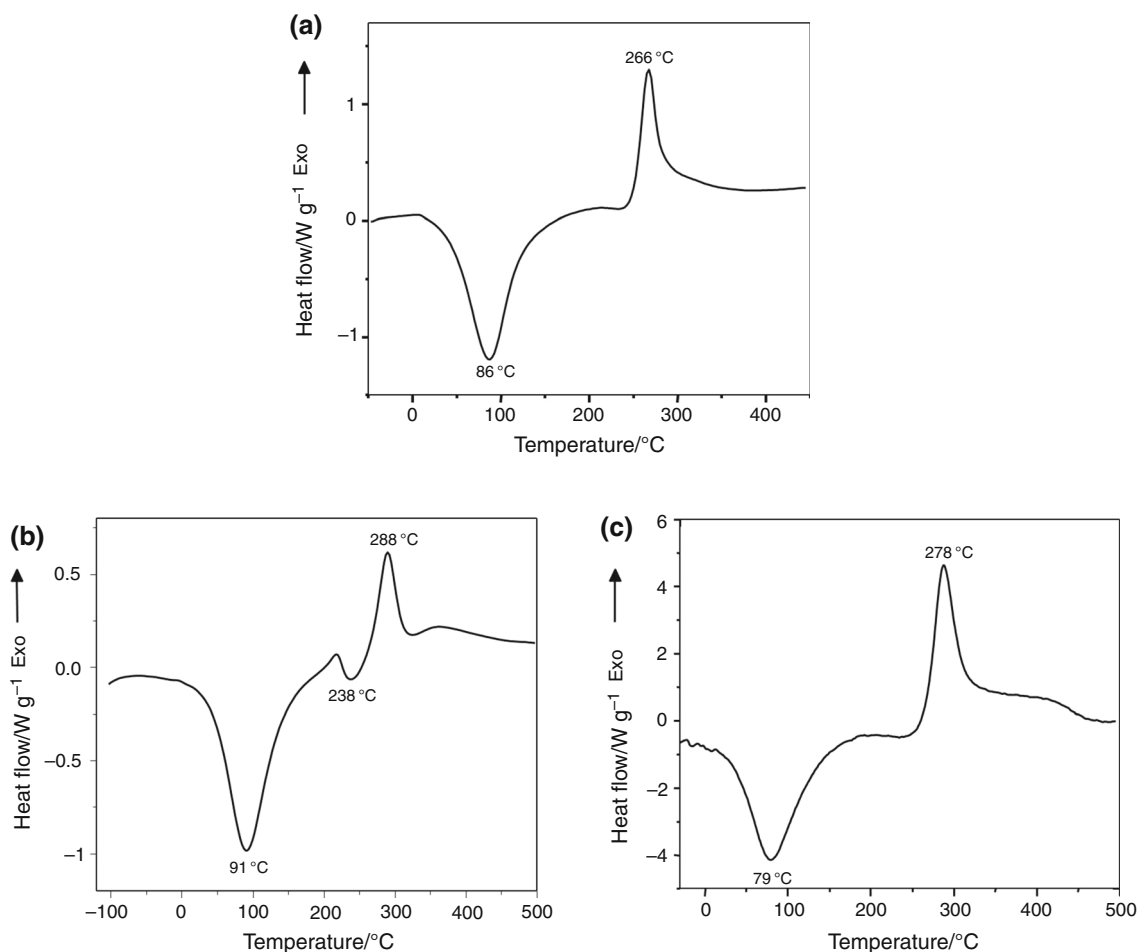 (a)
Heat flow/W g⁻¹ Exo
1
0
−1
266 °C
86 °C
0 100 200 300 400
Temperature/°C
(b)
Heat flow/W g⁻¹ Exo
0.5
0.0
−0.5
−1
288 °C
238 °C
91 °C
−100 0 100 200 300 400 500
Temperature/°C
(c)
Heat flow/W g⁻¹ Exo
6
4
2
0
−2
−4
278 °C
79 °C
0 100 200 300 400 500
Temperature/°C